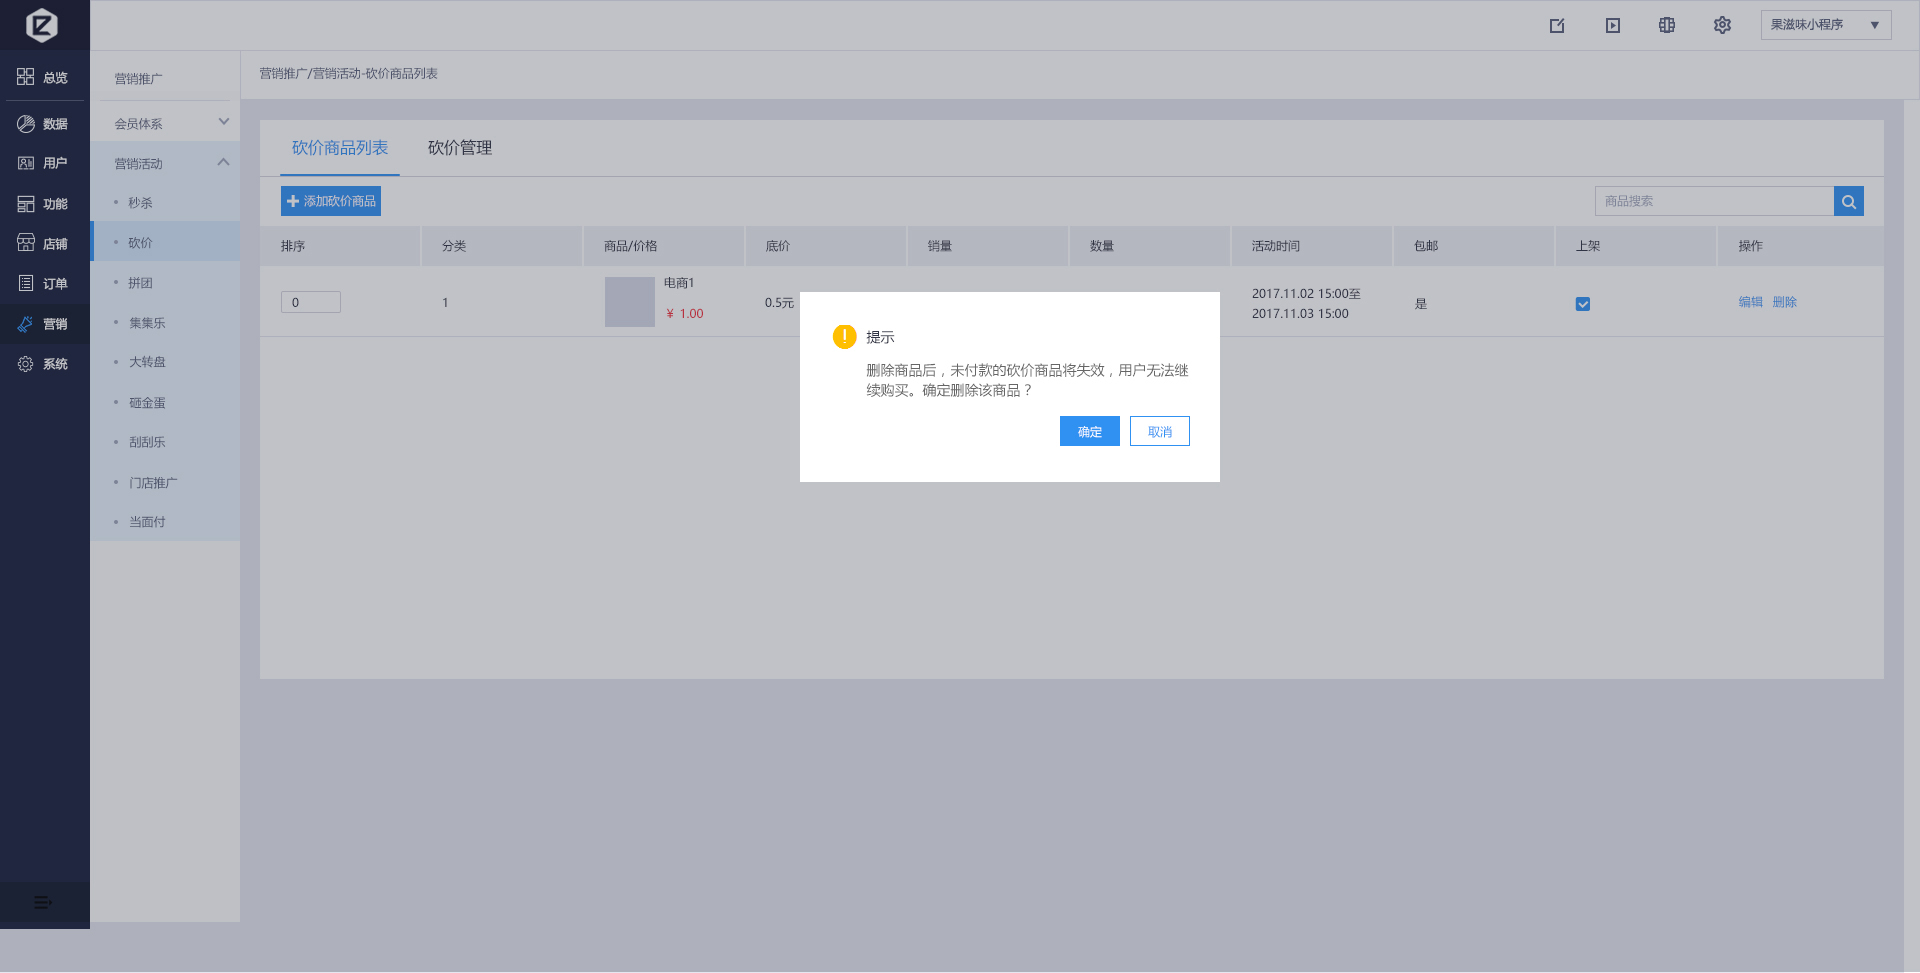 果滋味小程序 ▼
总览
数据
用户
功能
店铺
订单
营销
系统
营销推广
会员体系
营销活动
秒杀
砍价
拼团
集集乐
大转盘
砸金蛋
刮刮乐
门店推广
当面付
营销推广/营销活动-砍价商品列表
砍价商品列表 砍价管理
添加砍价商品 商品搜索
排序 分类 商品/价格 底价 销量 数量 活动时间 包邮 上架 操作
电商1
0 1 0.5元 是 编辑 删除
¥ 1.00
2017.11.02 15:00至
2017.11.03 15:00
提示
删除商品后，未付款的砍价商品将失效，用户无法继
续购买。确定删除该商品？
确定 取消